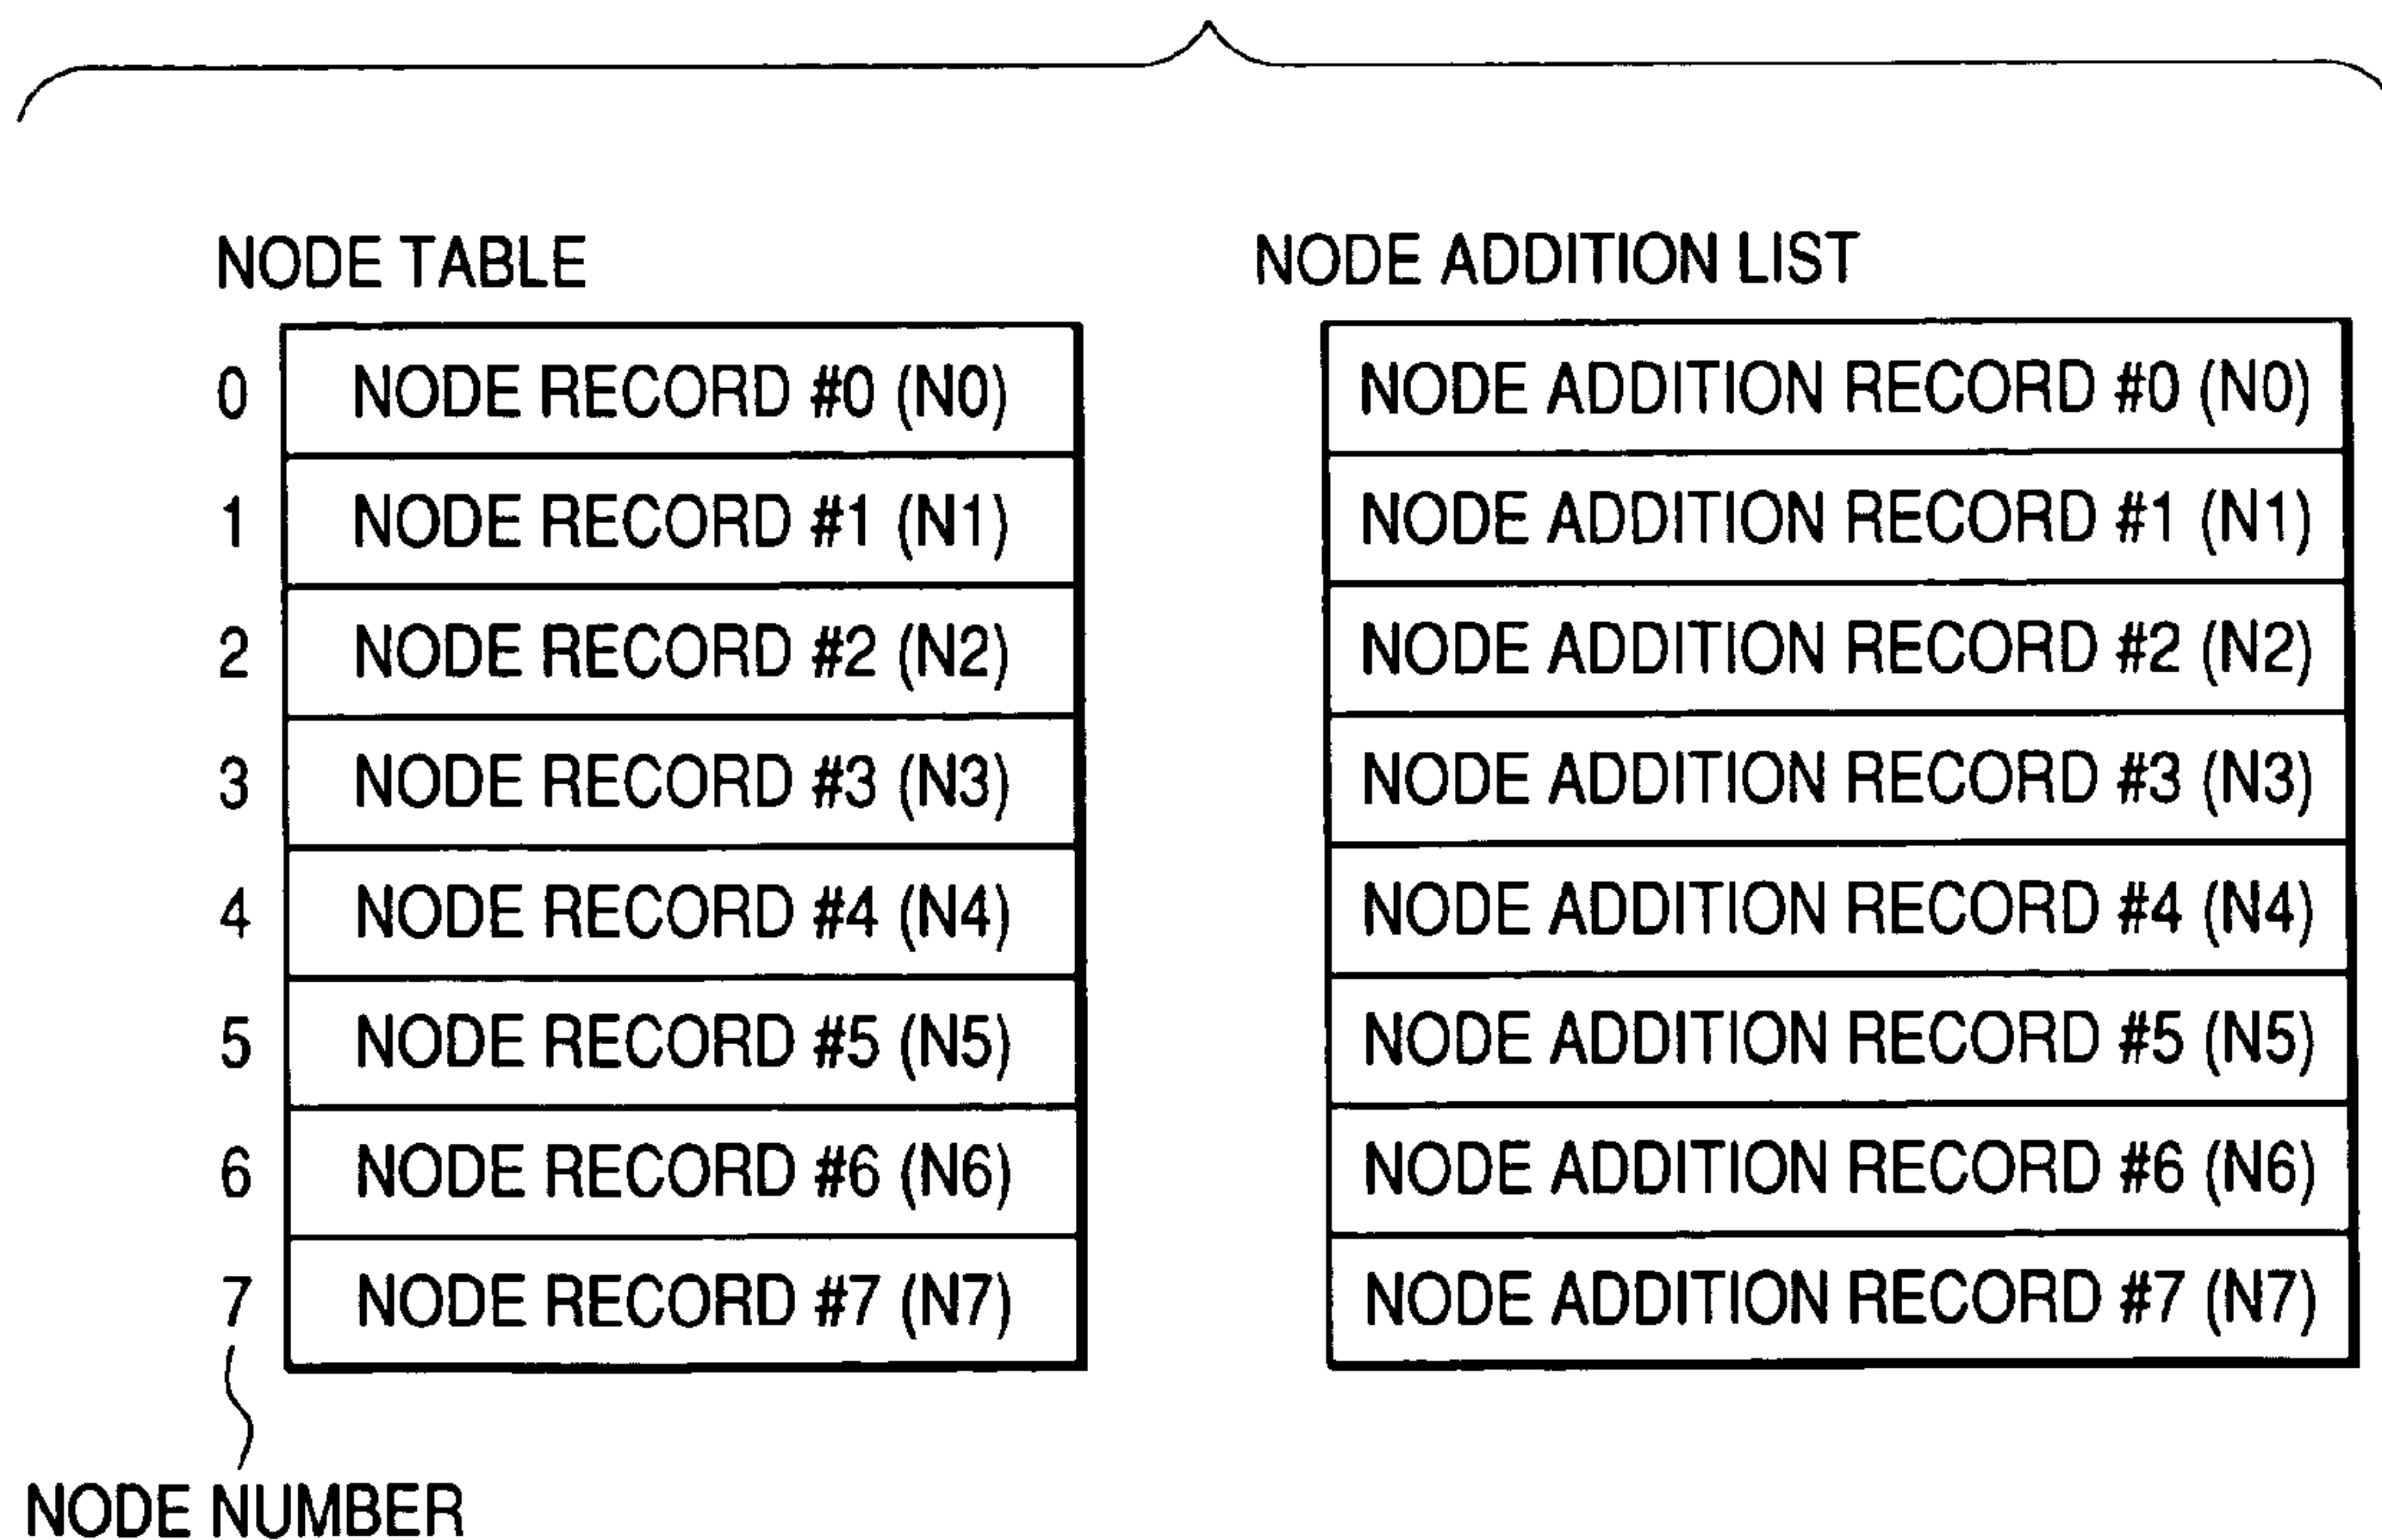 NODE TABLE
0 NODE RECORD #0 (N0)
1 NODE RECORD #1 (N1)
2 NODE RECORD #2 (N2)
3 NODE RECORD #3 (N3)
4 NODE RECORD #4 (N4)
5 NODE RECORD #5 (N5)
6 NODE RECORD #6 (N6)
7 NODE RECORD #7 (N7)
NODE NUMBER
NODE ADDITION LIST
NODE ADDITION RECORD #0 (N0)
NODE ADDITION RECORD #1 (N1)
NODE ADDITION RECORD #2 (N2)
NODE ADDITION RECORD #3 (N3)
NODE ADDITION RECORD #4 (N4)
NODE ADDITION RECORD #5 (N5)
NODE ADDITION RECORD #6 (N6)
NODE ADDITION RECORD #7 (N7)